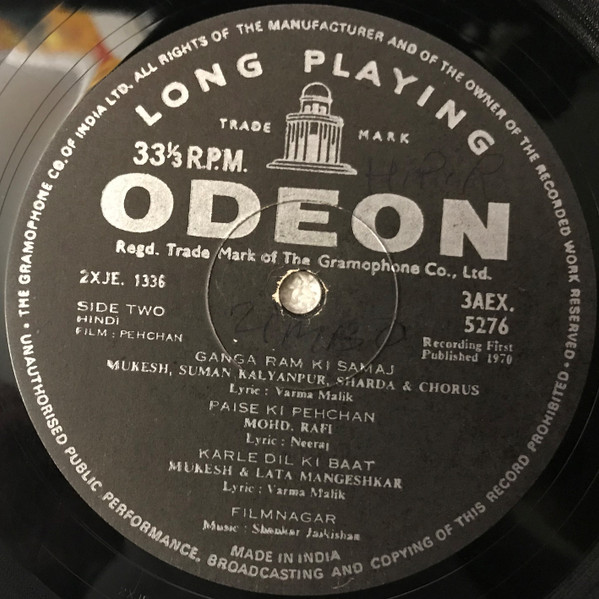 UNAUTHORISED PUBLIC PERFORMANCE, BROADCASTING AND COPYING OF THIS RECORD PROHIBITED • THE GRAMOPHONE CO. OF INDIA LTD. ALL RIGHTS OF THE MANUFACTURER AND OF THE OWNER OF THE RECORDED WORK RESERVED •
LONG PLAYING
TRADE MARK
33⅓ R.P.M.
ODEON
Regd. Trade Mark of The Gramophone Co., Ltd.
2XJE. 1336
3AEX.
5276
SIDE TWO
HINDI
FILM : PEHCHAN
Recording First
Published 1970
GANGA RAM KI SAMAJ
MUKESH, SUMAN KALYANPUR, SHARDA & CHORUS
Lyric : Varma Malik
PAISE KI PEHCHAN
MOHD. RAFI
Lyric : Neeraj
KARLE DIL KI BAAT
MUKESH & LATA MANGESHKAR
Lyric : Varma Malik
FILMNAGAR
Music : Shanker Jaikishan
MADE IN INDIA